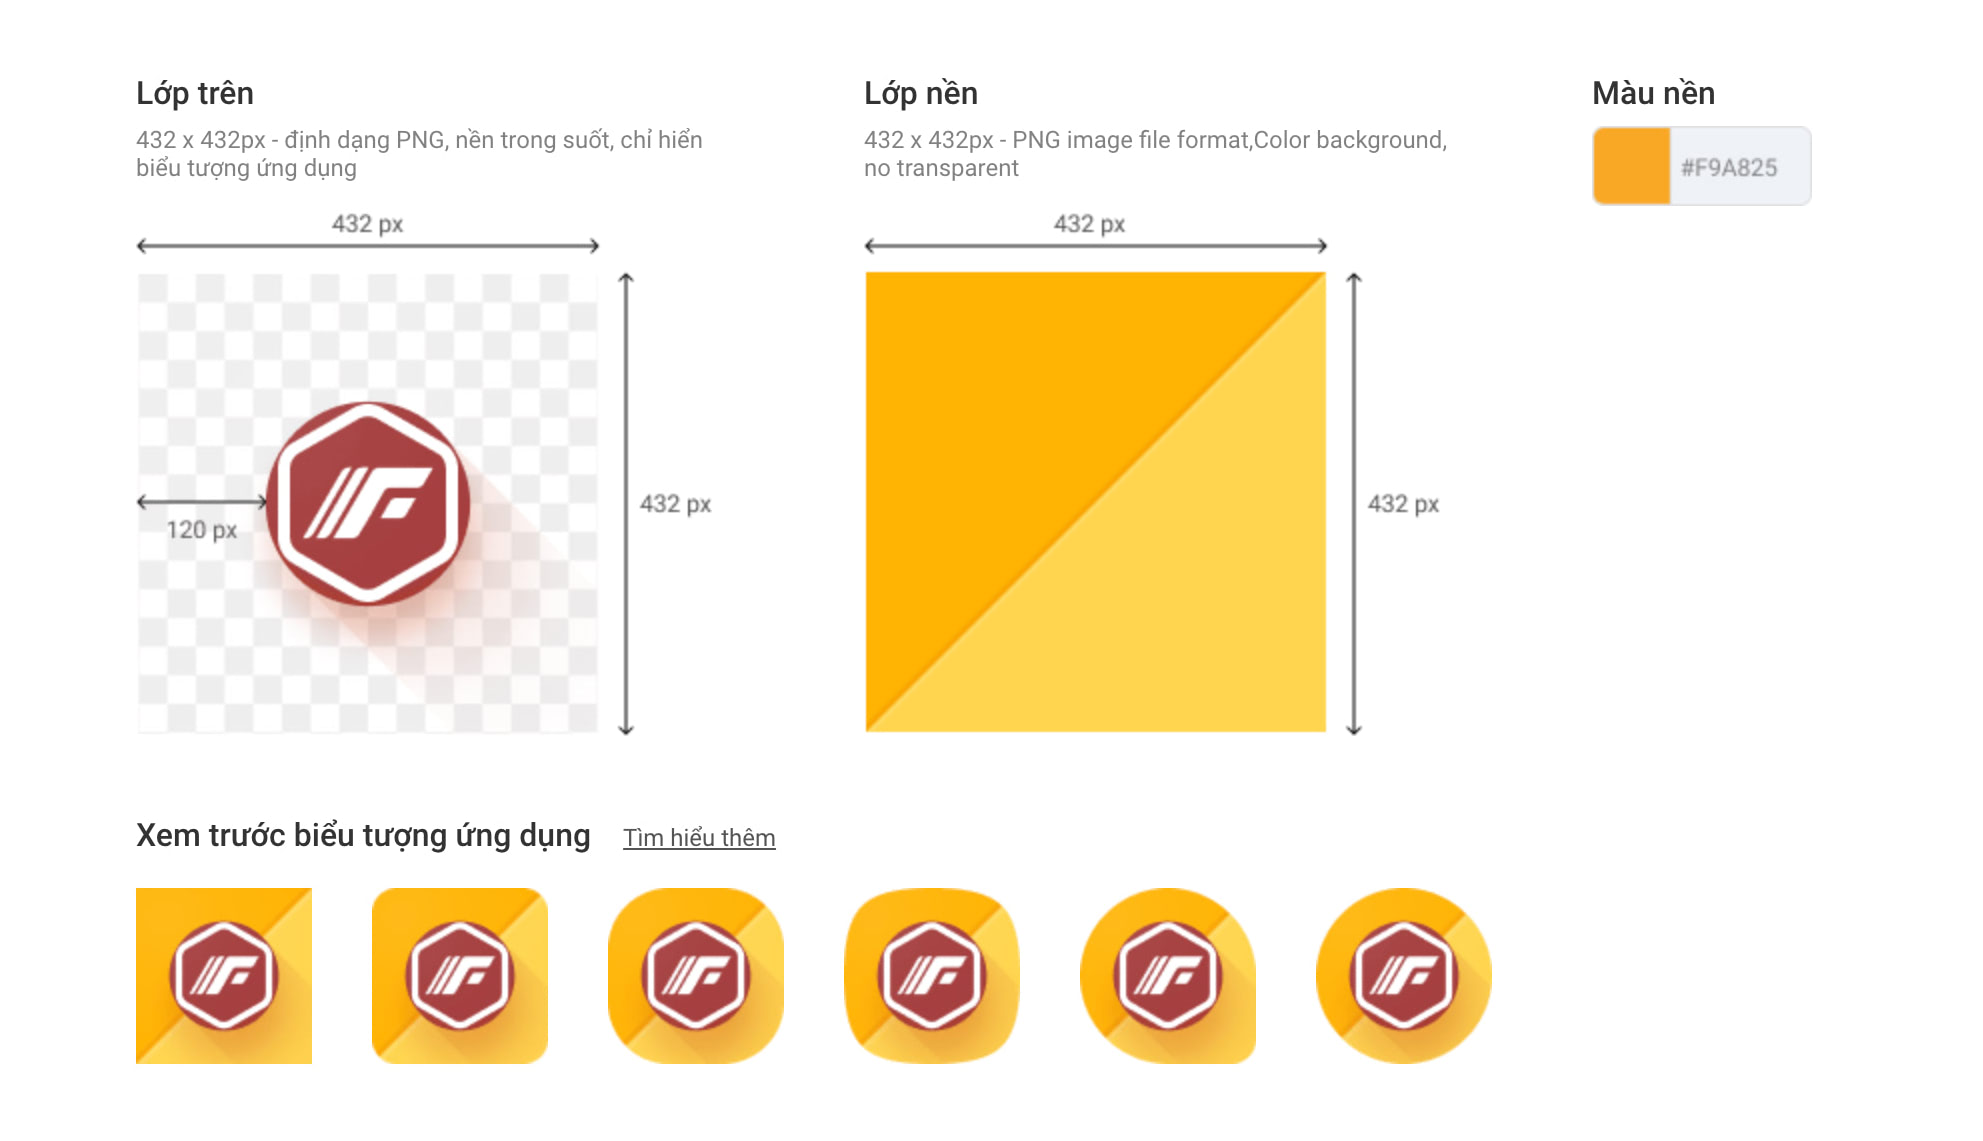 Lớp trên
432 x 432px - định dạng PNG, nền trong suốt, chỉ hiển
biểu tượng ứng dụng
432 px
432 px
120 px
Lớp nền
432 x 432px - PNG image file format,Color background,
no transparent
432 px
432 px
Màu nền
#F9A825
Xem trước biểu tượng ứng dụng
Tìm hiểu thêm